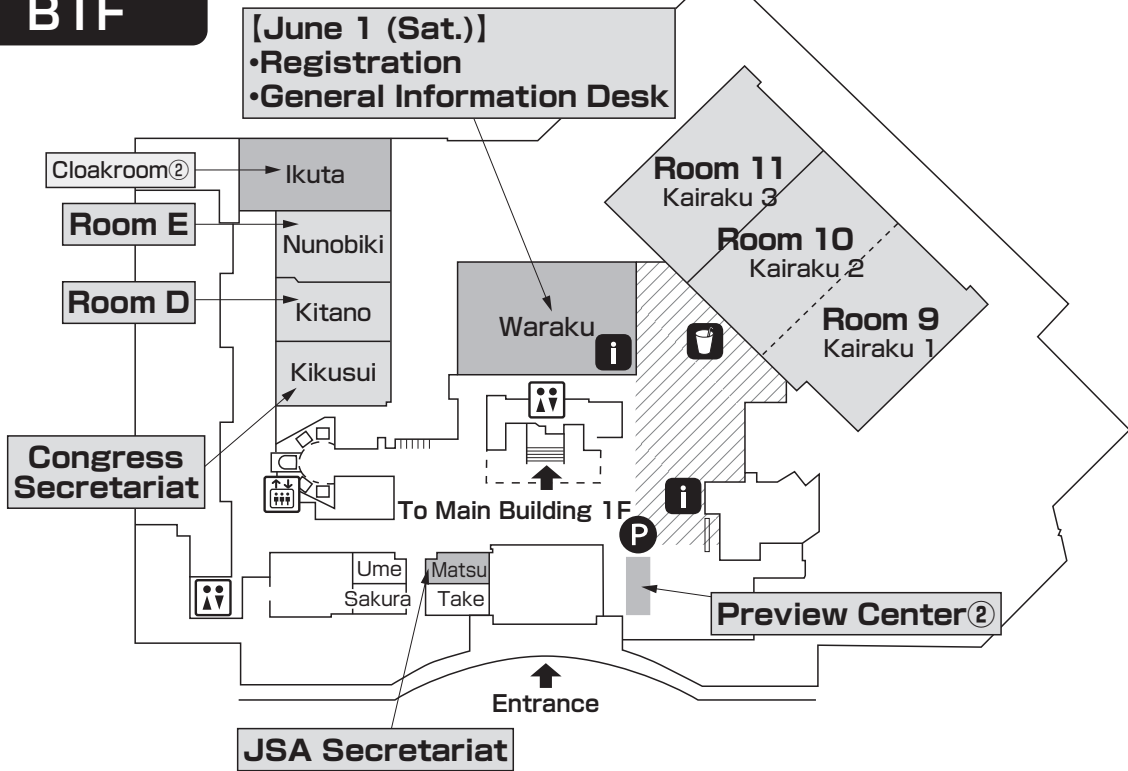 B1F
【June 1 (Sat.)】
•Registration
•General Information Desk
Cloakroom②
Ikuta
Room E
Nunobiki
Room D
Kitano
Kikusui
Congress
Secretariat
Waraku
i
Room 11
Kairaku 3
Room 10
Kairaku 2
Room 9
Kairaku 1
To Main Building 1F
i
P
Ume
Sakura
Matsu
Take
Preview Center②
Entrance
JSA Secretariat